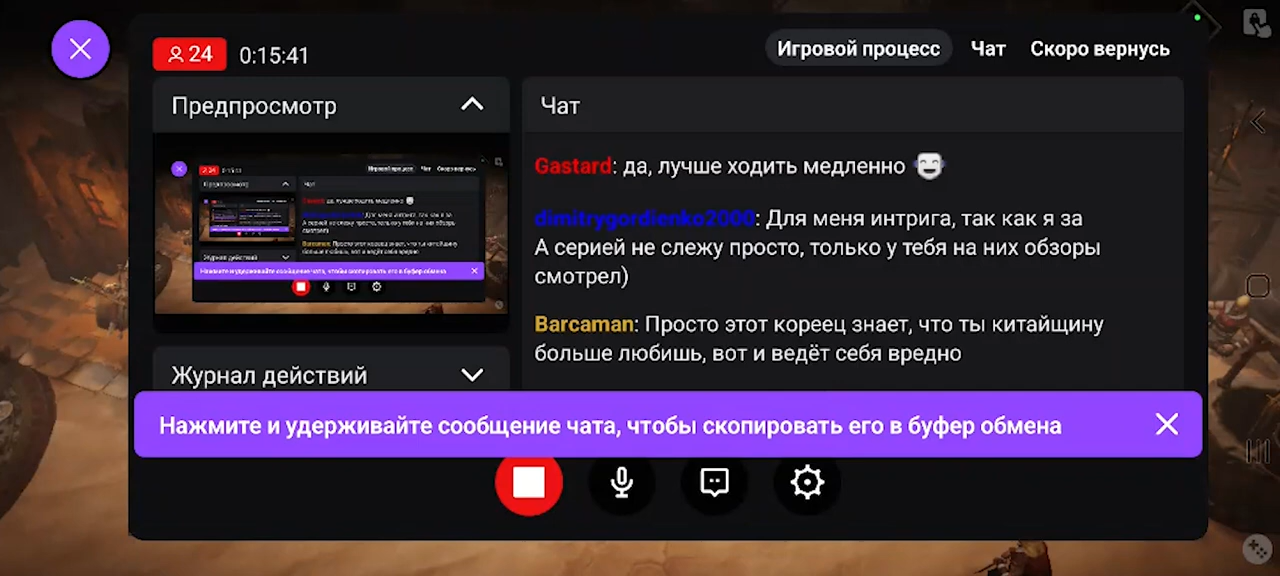 24 0:15:41 Игровой процесс Чат Скоро вернусь
Предпросмотр
Чат
Gastard: да, лучше ходить медленно
dimitrygordienko2000: Для меня интрига, так как я за
А серией не слежу просто, только у тебя на них обзоры
смотрел)
Barcaman: Просто этот кореец знает, что ты китайщину
больше любишь, вот и ведёт себя вредно
Журнал действий
Нажмите и удерживайте сообщение чата, чтобы скопировать его в буфер обмена